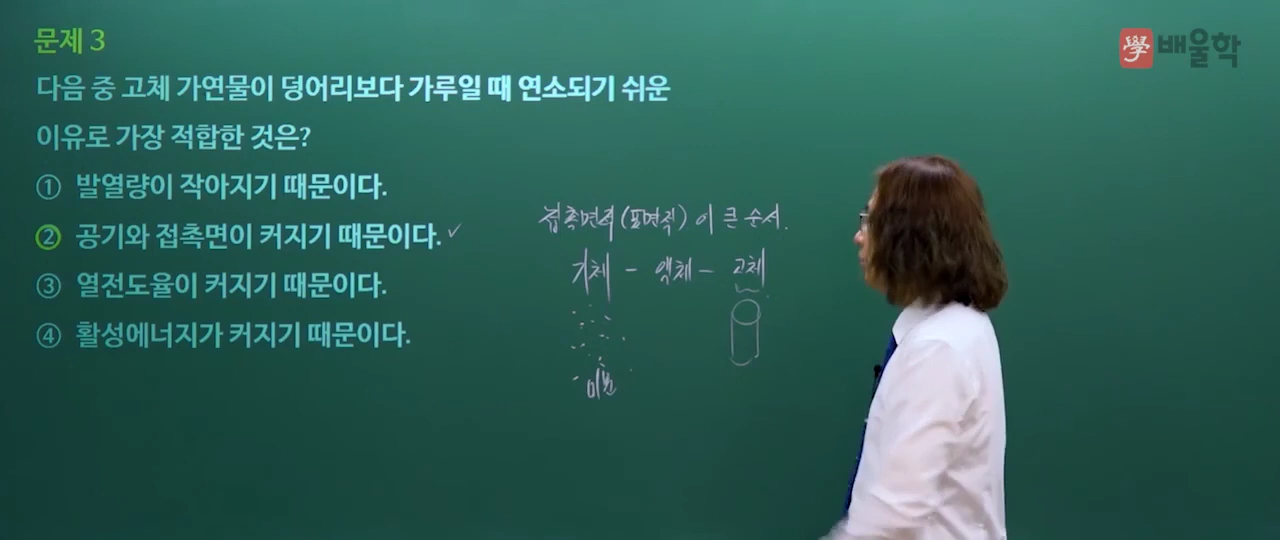 문제 3
學 배울학
다음 중 고체 가연물이 덩어리보다 가루일 때 연소되기 쉬운
이유로 가장 적합한 것은?
① 발열량이 작아지기 때문이다.
② 공기와 접촉면이 커지기 때문이다.
③ 열전도율이 커지기 때문이다.
④ 활성에너지가 커지기 때문이다.
접촉면적(표면적)이 큰 순서.
기체 - 액체 - 고체
미분